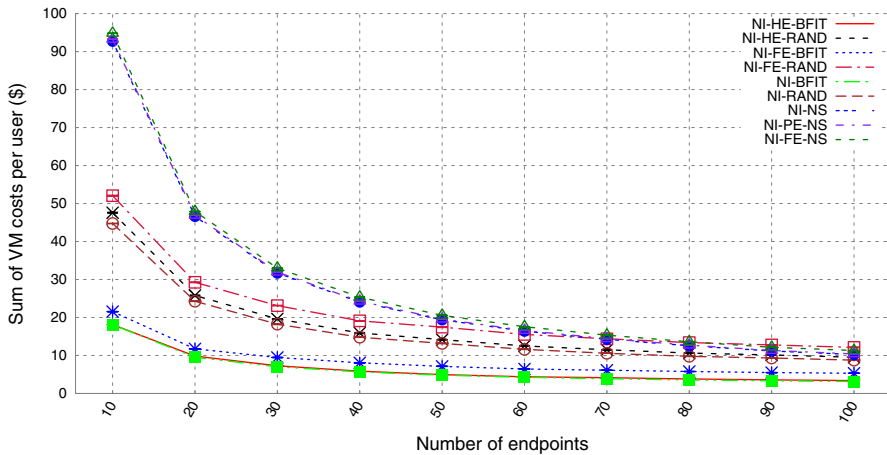 100
90
80
70
60
50
40
30
20
10
0
Sum of VM costs per user ($)
NI-HE-BFIT
NI-HE-RAND
NI-FE-BFIT
NI-FE-RAND
NI-BFIT
NI-RAND
NI-NS
NI-PE-NS
NI-FE-NS
10 20 30 40 50 60 70 80 90 100
Number of endpoints